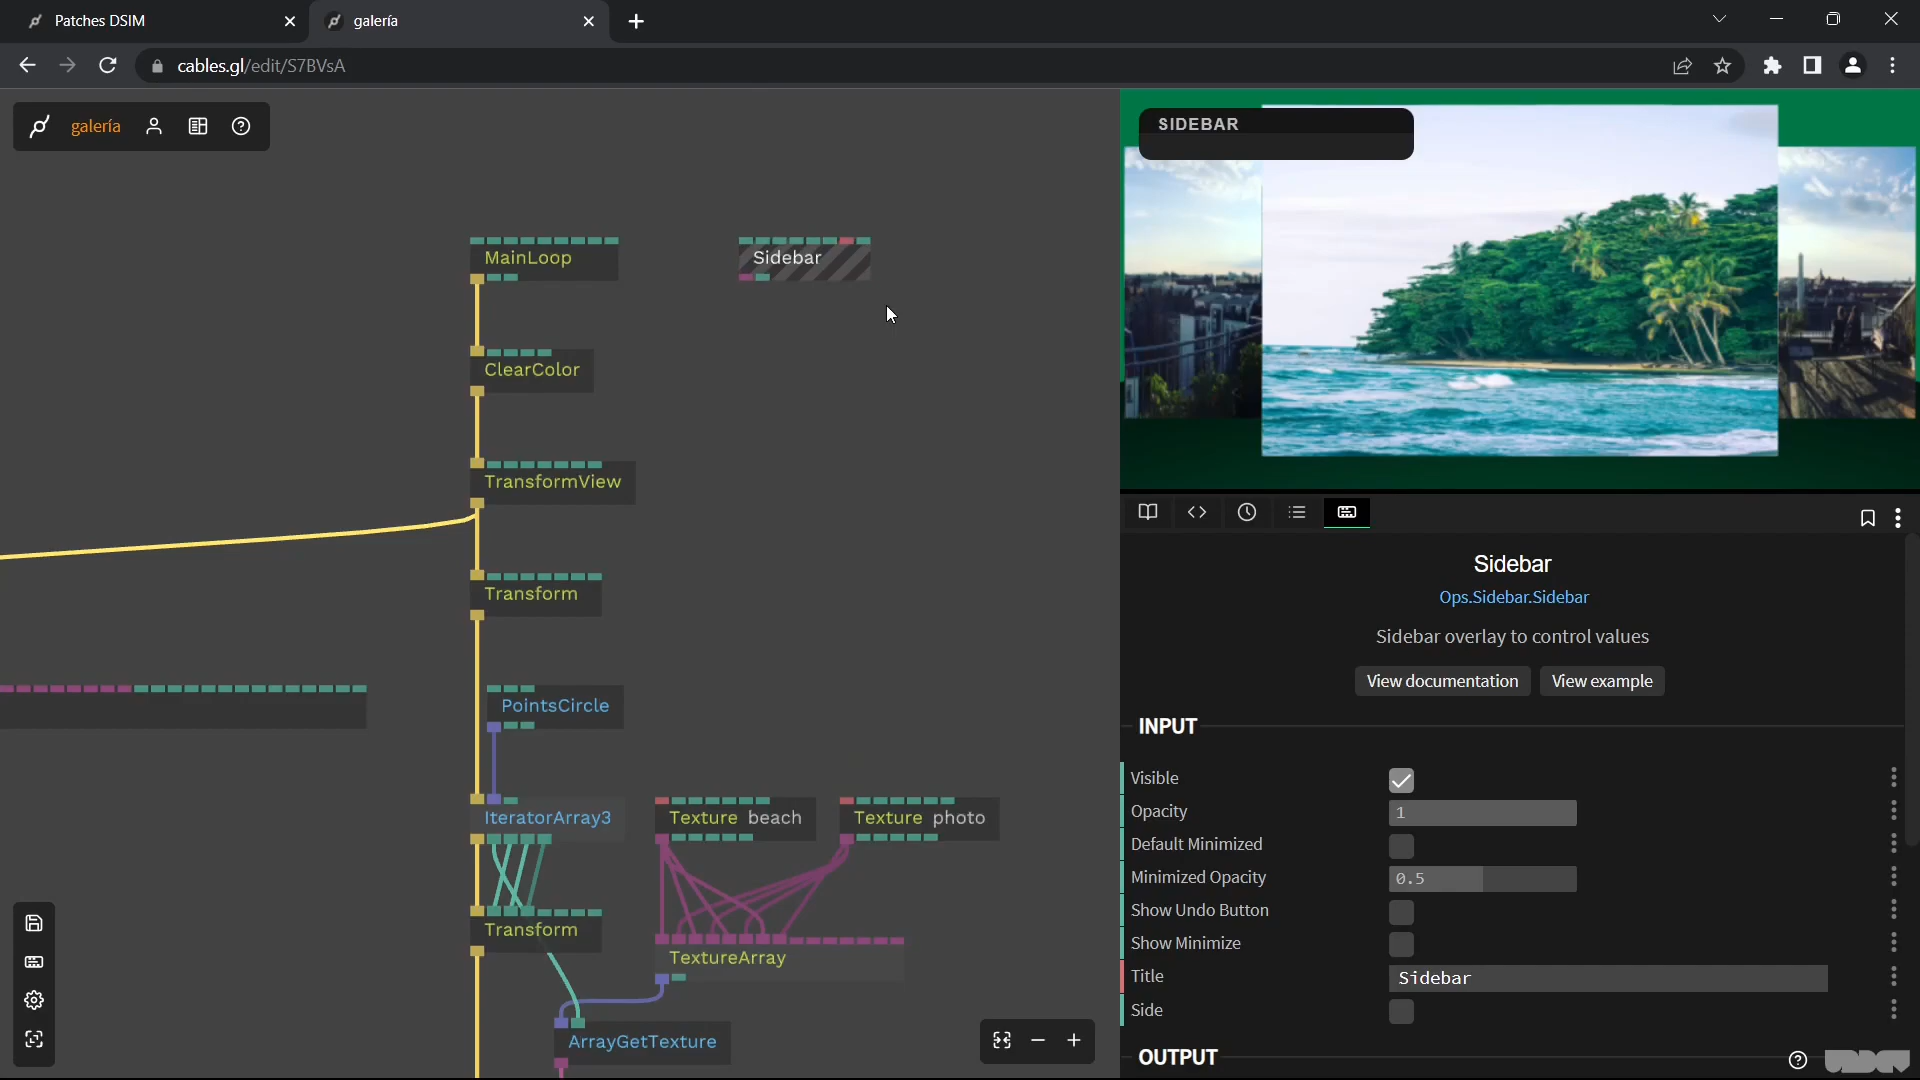 Patches DSIM
galería
cables.gl/edit/S7BVsA
galería
SIDEBAR
MainLoop
Sidebar
ClearColor
TransformView
Transform
PointsCircle
IteratorArray3
Texture beach
Texture photo
Transform
TextureArray
ArrayGetTexture
Sidebar
Ops.Sidebar.Sidebar
Sidebar overlay to control values
View documentation
View example
INPUT
Visible
Opacity 1
Default Minimized
Minimized Opacity 0.5
Show Undo Button
Show Minimize
Title Sidebar
Side
OUTPUT